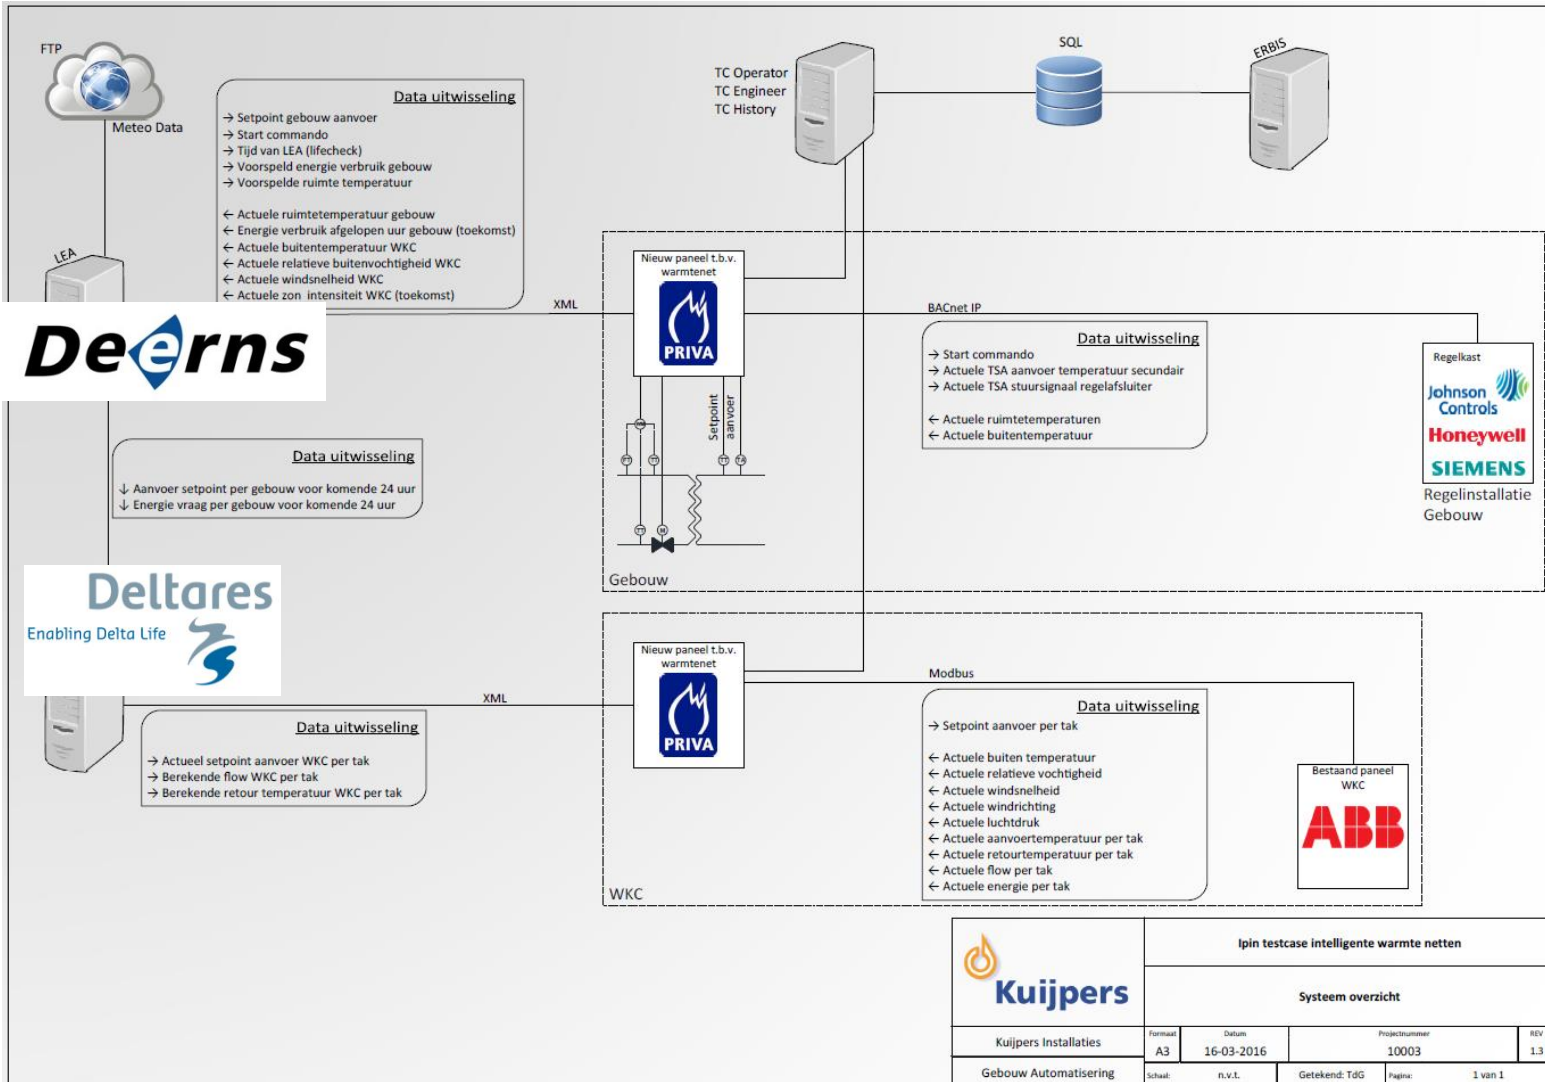 FTP
Meteo Data
Data uitwisseling
→ Setpoint gebouw aanvoer
→ Start commando
→ Tijd van LEA (lifecheck)
→ Voorspeld energie verbruik gebouw
→ Voorspelde ruimte temperatuur
← Actuele ruimtetemperatuur gebouw
← Energie verbruik afgelopen uur gebouw (toekomst)
← Actuele buitentemperatuur WKC
← Actuele relatieve buitenvochtigheid WKC
← Actuele windsnelheid WKC
← Actuele zon intensiteit WKC (toekomst)
TC Operator
TC Engineer
TC History
SQL
ERBIS
LEA
Deerns
XML
Nieuw paneel t.b.v.
warmtenet
PRIVA
Setpoint
aanvoer
FT
TT
TT
TA
TT
M
Gebouw
BACnet IP
Data uitwisseling
→ Start commando
→ Actuele TSA aanvoer temperatuur secundair
→ Actuele TSA stuursignaal regelafsluiter
← Actuele ruimtetemperaturen
← Actuele buitentemperatuur
Regelkast
Johnson
Controls
Honeywell
SIEMENS
Regelinstallatie
Gebouw
Data uitwisseling
↓ Aanvoer setpoint per gebouw voor komende 24 uur
↓ Energie vraag per gebouw voor komende 24 uur
Deltares
Enabling Delta Life
XML
Data uitwisseling
→ Actueel setpoint aanvoer WKC per tak
→ Berekende flow WKC per tak
→ Berekende retour temperatuur WKC per tak
Nieuw paneel t.b.v.
warmtenet
PRIVA
WKC
Modbus
Data uitwisseling
→ Setpoint aanvoer per tak
← Actuele buiten temperatuur
← Actuele relatieve vochtigheid
← Actuele windsnelheid
← Actuele windrichting
← Actuele luchtdruk
← Actuele aanvoertemperatuur per tak
← Actuele retourtemperatuur per tak
← Actuele flow per tak
← Actuele energie per tak
Bestaand paneel
WKC
ABB
Kuijpers
Kuijpers Installaties
Gebouw Automatisering
Ipin testcase intelligente warmte netten
Systeem overzicht
Formaat
A3
Datum
16-03-2016
Projectnummer
10003
REV
1.3
Schaal:
n.v.t.
Getekend: TdG
Pagina:
1 van 1